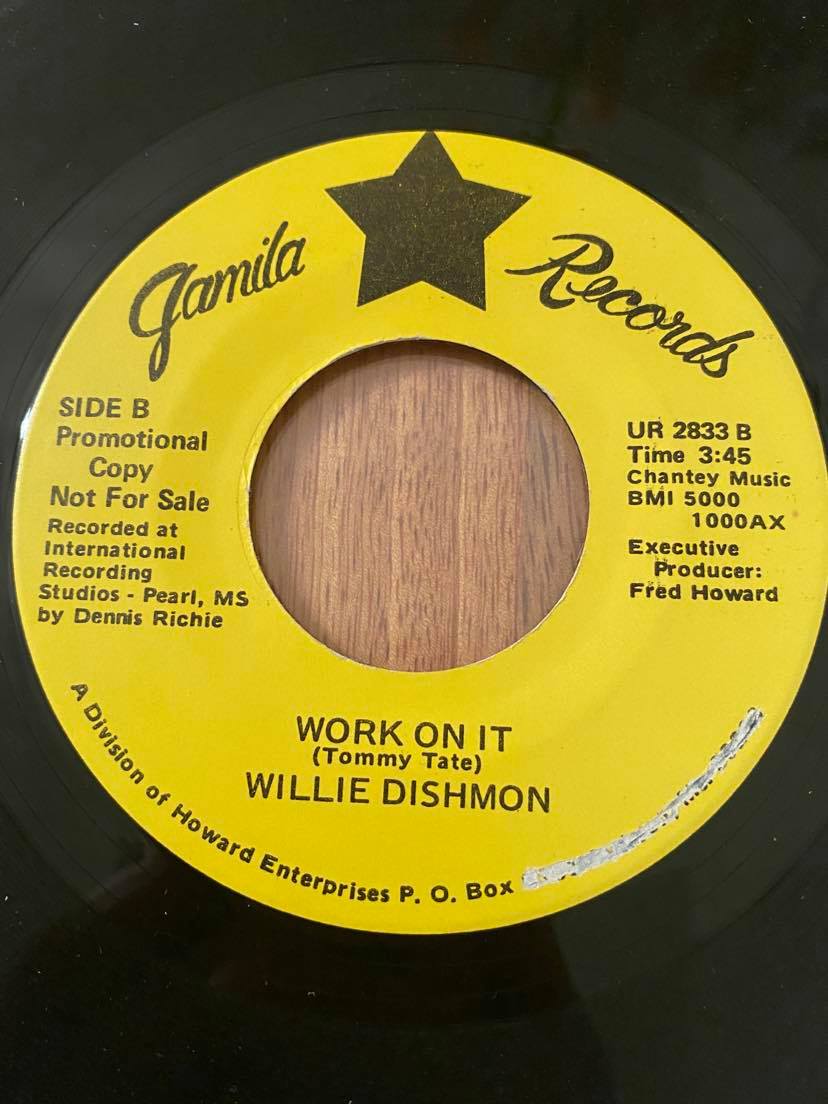 Jamila Records
SIDE B
Promotional
Copy
Not For Sale
Recorded at
International
Recording
Studios - Pearl, MS
by Dennis Richie
UR 2833 B
Time 3:45
Chantey Music
BMI 5000
1000AX
Executive
Producer:
Fred Howard
WORK ON IT
(Tommy Tate)
WILLIE DISHMON
A Division of Howard Enterprises P. O. Box